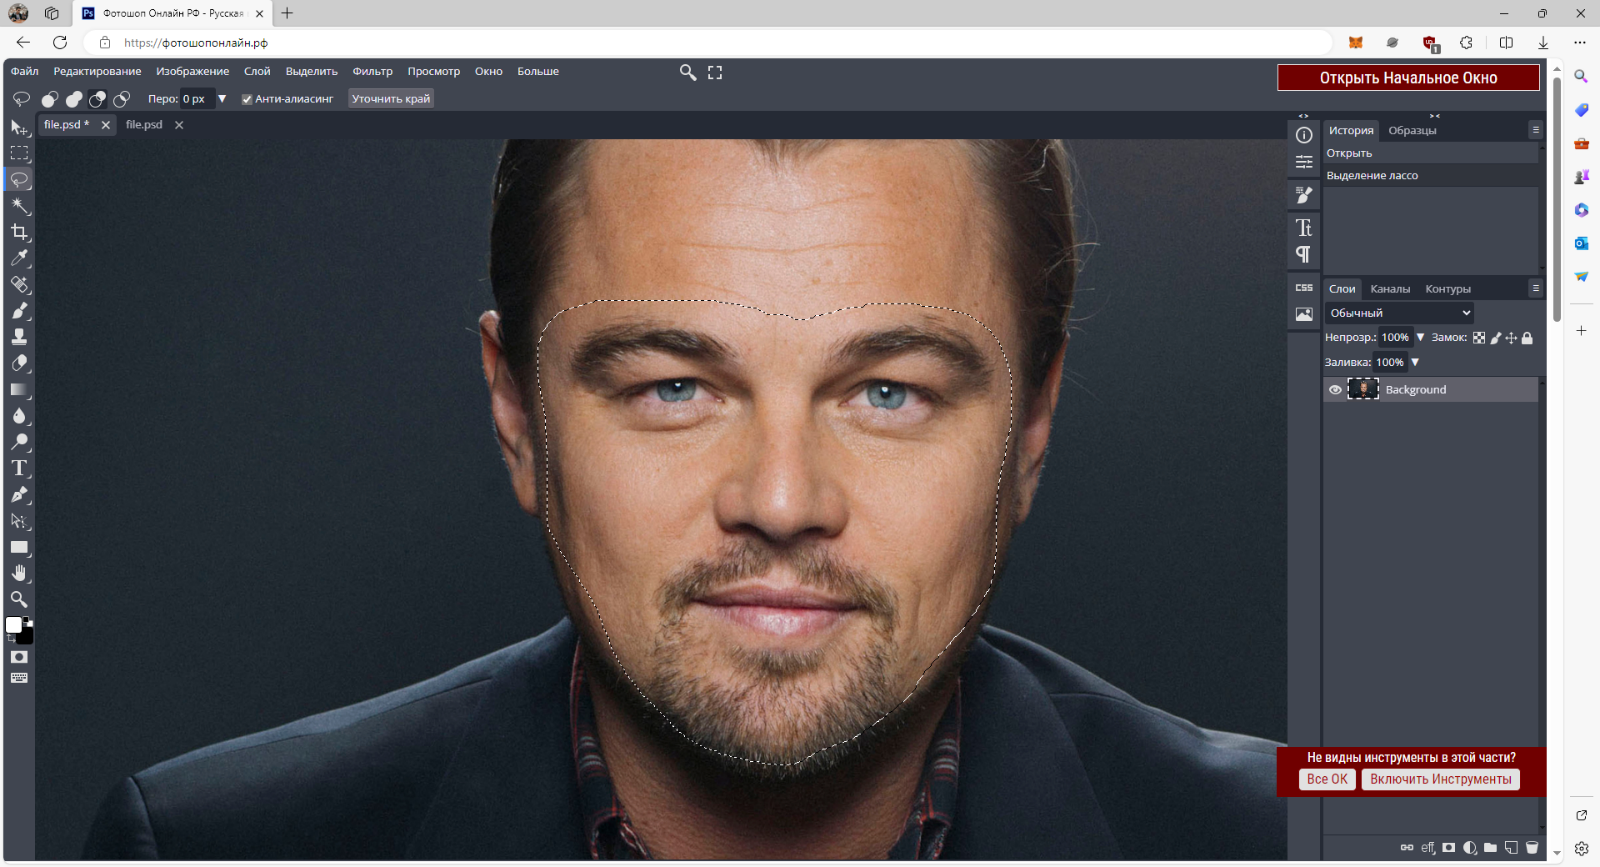 Фотошоп Онлайн РФ - Русская
https://фотошопонлайн.рф
Файл Редактирование Изображение Слой Выделить Фильтр Просмотр Окно Больше
Открыть Начальное Окно
Перо: 0 px Анти-алиасинг Уточнить край
file.psd * file.psd
История Образцы
Открыть
Выделение лассо
CSS
Слои Каналы Контуры
Обычный
Непрозр.: 100% Замок:
Заливка: 100%
Background
Не видны инструменты в этой части?
Все ОК Включить Инструменты
eff